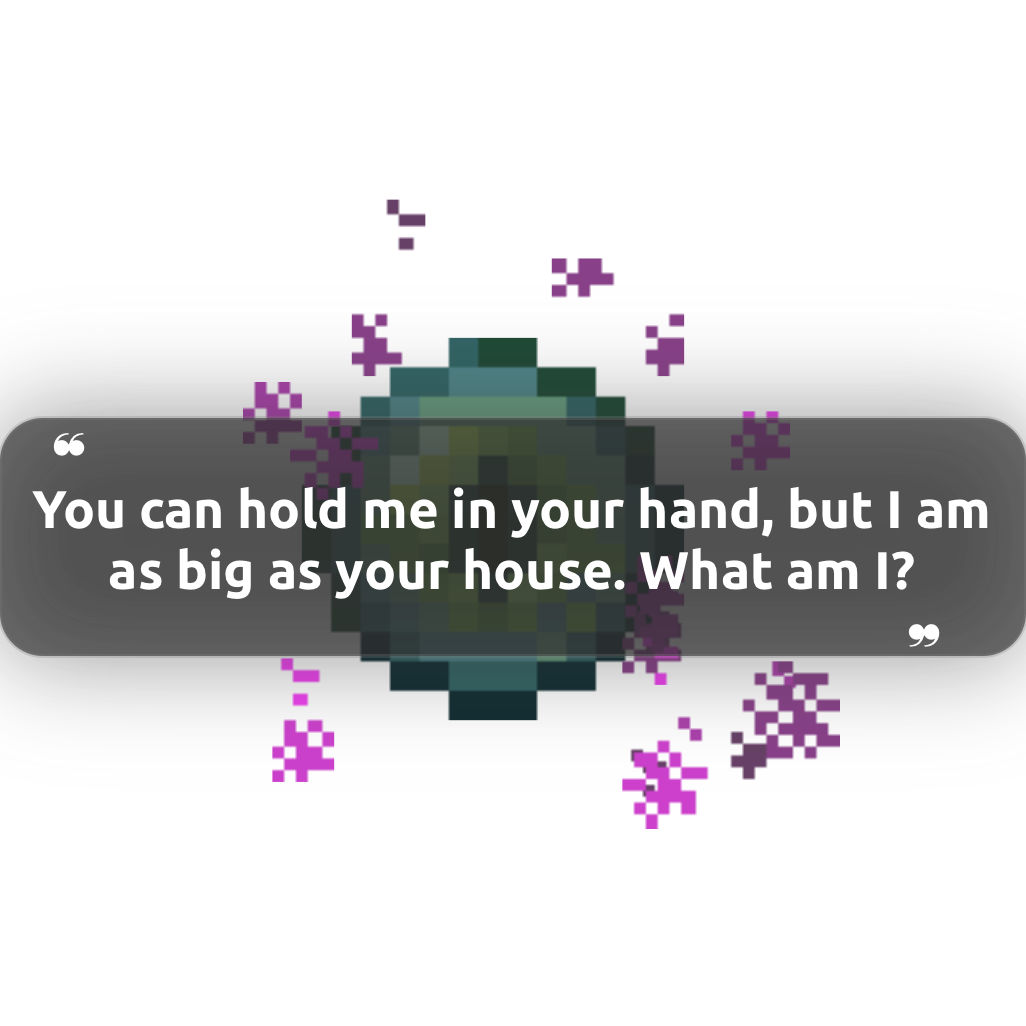 ❝
You can hold me in your hand, but I am
as big as your house. What am I?
❞